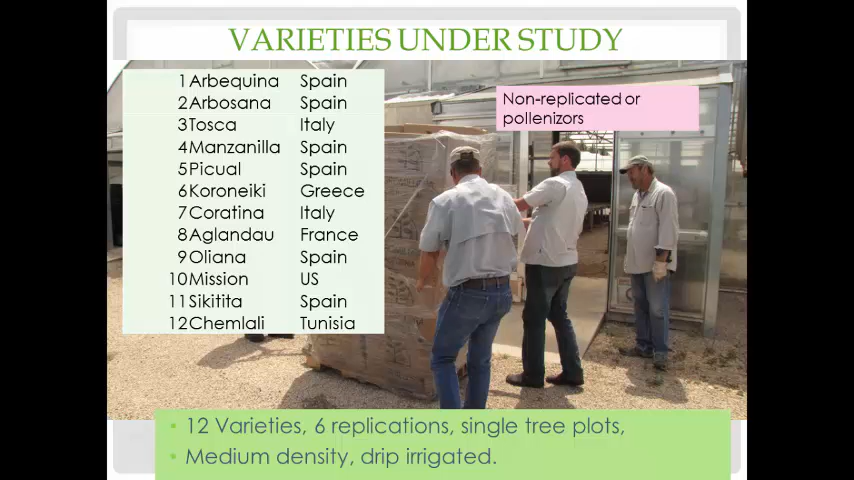 VARIETIES UNDER STUDY
1 Arbequina Spain
2 Arbosana Spain
3 Tosca Italy
4 Manzanilla Spain
5 Picual Spain
6 Koroneiki Greece
7 Coratina Italy
8 Aglandau France
9 Oliana Spain
10 Mission US
11 Sikitita Spain
12 Chemlali Tunisia
Non-replicated or
pollenizors
• 12 Varieties, 6 replications, single tree plots,
• Medium density, drip irrigated.